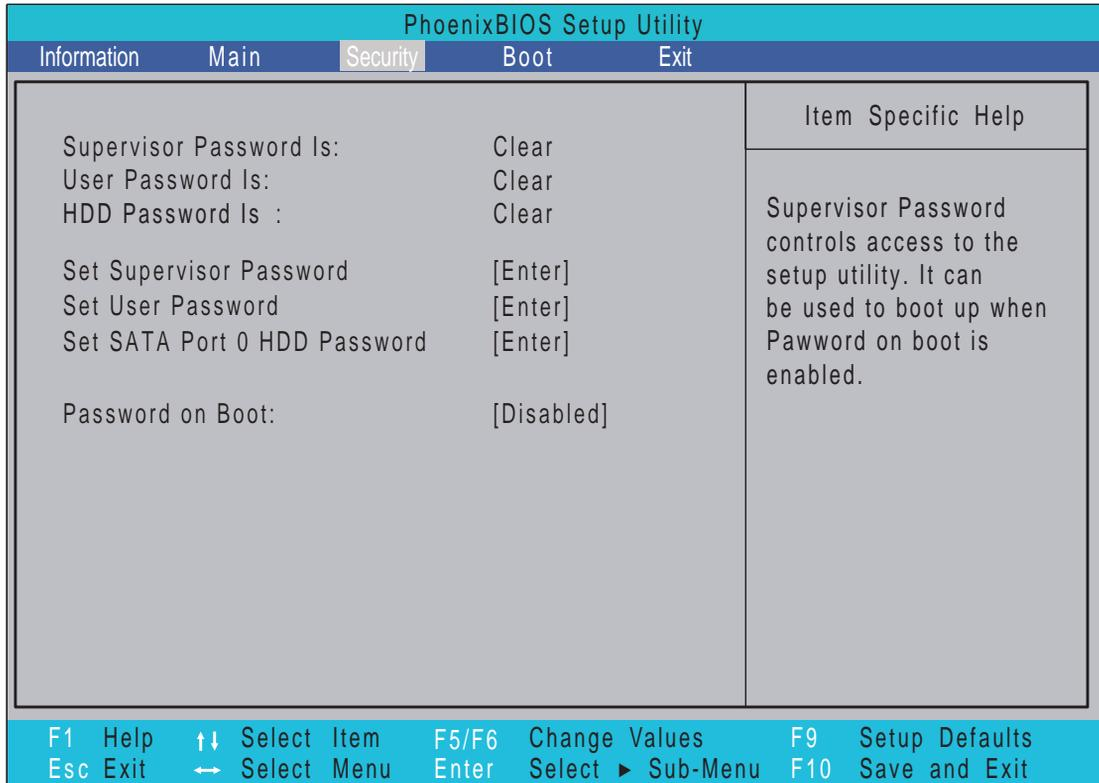 PhoenixBIOS Setup Utility
Information Main Security Boot Exit
Supervisor Password Is: Clear
User Password Is: Clear
HDD Password Is : Clear
Set Supervisor Password [Enter]
Set User Password [Enter]
Set SATA Port 0 HDD Password [Enter]
Password on Boot: [Disabled]
Item Specific Help
Supervisor Password
controls access to the
setup utility. It can
be used to boot up when
Pawword on boot is
enabled.
F1 Help ↑↓ Select Item F5/F6 Change Values F9 Setup Defaults
Esc Exit ↔ Select Menu Enter Select ► Sub-Menu F10 Save and Exit